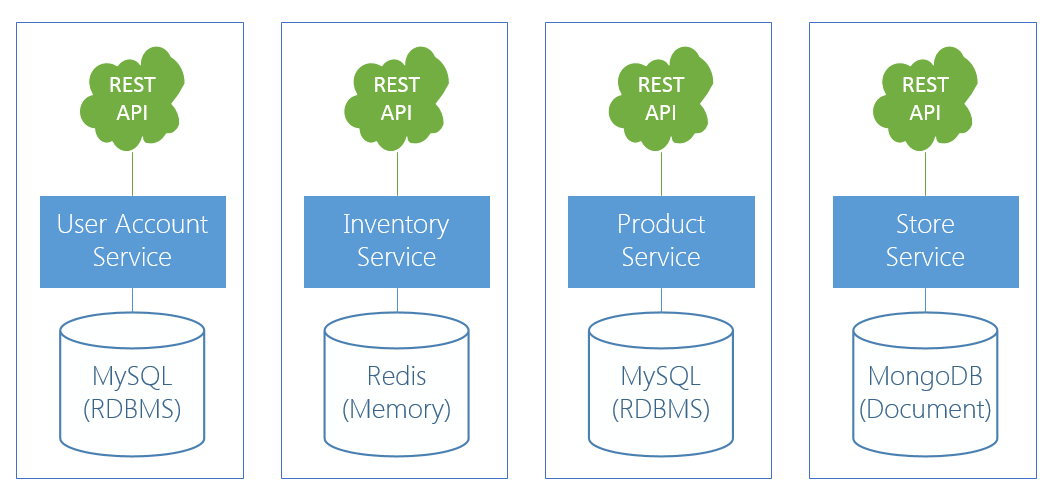 REST
API
User Account
Service
MySQL
(RDBMS)
REST
API
Inventory
Service
Redis
(Memory)
REST
API
Product
Service
MySQL
(RDBMS)
REST
API
Store
Service
MongoDB
(Document)